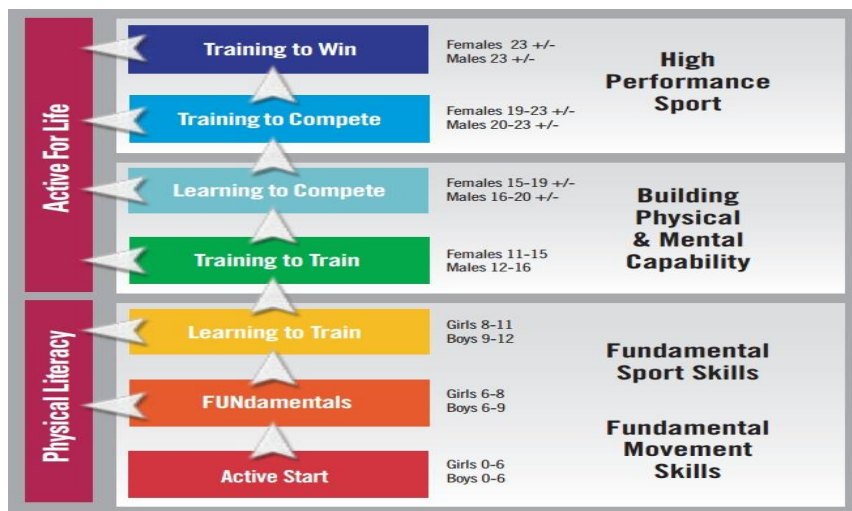 Active For Life
Training to Win
Females  23 +/-
Males 23 +/-
High
Performance
Sport
Training to Compete
Females 19-23 +/-
Males 20-23 +/-
Learning to Compete
Females 15-19 +/-
Males 16-20 +/-
Building
Physical
& Mental
Capability
Training to Train
Females 11-15
Males 12-16
Physical Literacy
Learning to Train
Girls 8-11
Boys 9-12
Fundamental
Sport Skills
FUNdamentals
Girls 6-8
Boys 6-9
Fundamental
Movement
Skills
Active Start
Girls 0-6
Boys 0-6